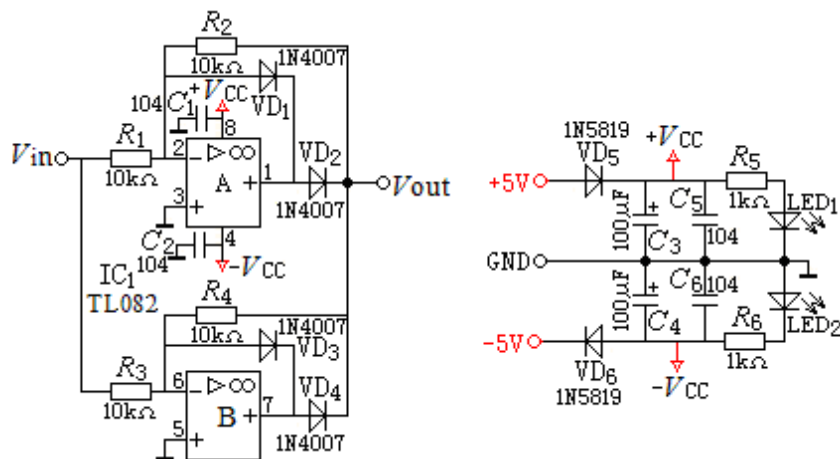 R2
1N4007
10kΩ
104
C1
+
+VCC
VD1
8
R1
Vin
2
−
▷∞
10kΩ
A
1
VD2
Vout
3
+
+
1N4007
C2
4
104
−VCC
IC1
TL082
R4
1N4007
10kΩ
VD3
R3
6
−
▷∞
VD4
10kΩ
7
B
+
5
+
1N4007
1N5819
VD5
+VCC
R5
+5V
1kΩ
LED1
100μF
+
C3
C5
104
GND
100μF
+
C4
C6
104
R6
LED2
−5V
1kΩ
VD6
1N5819
−VCC